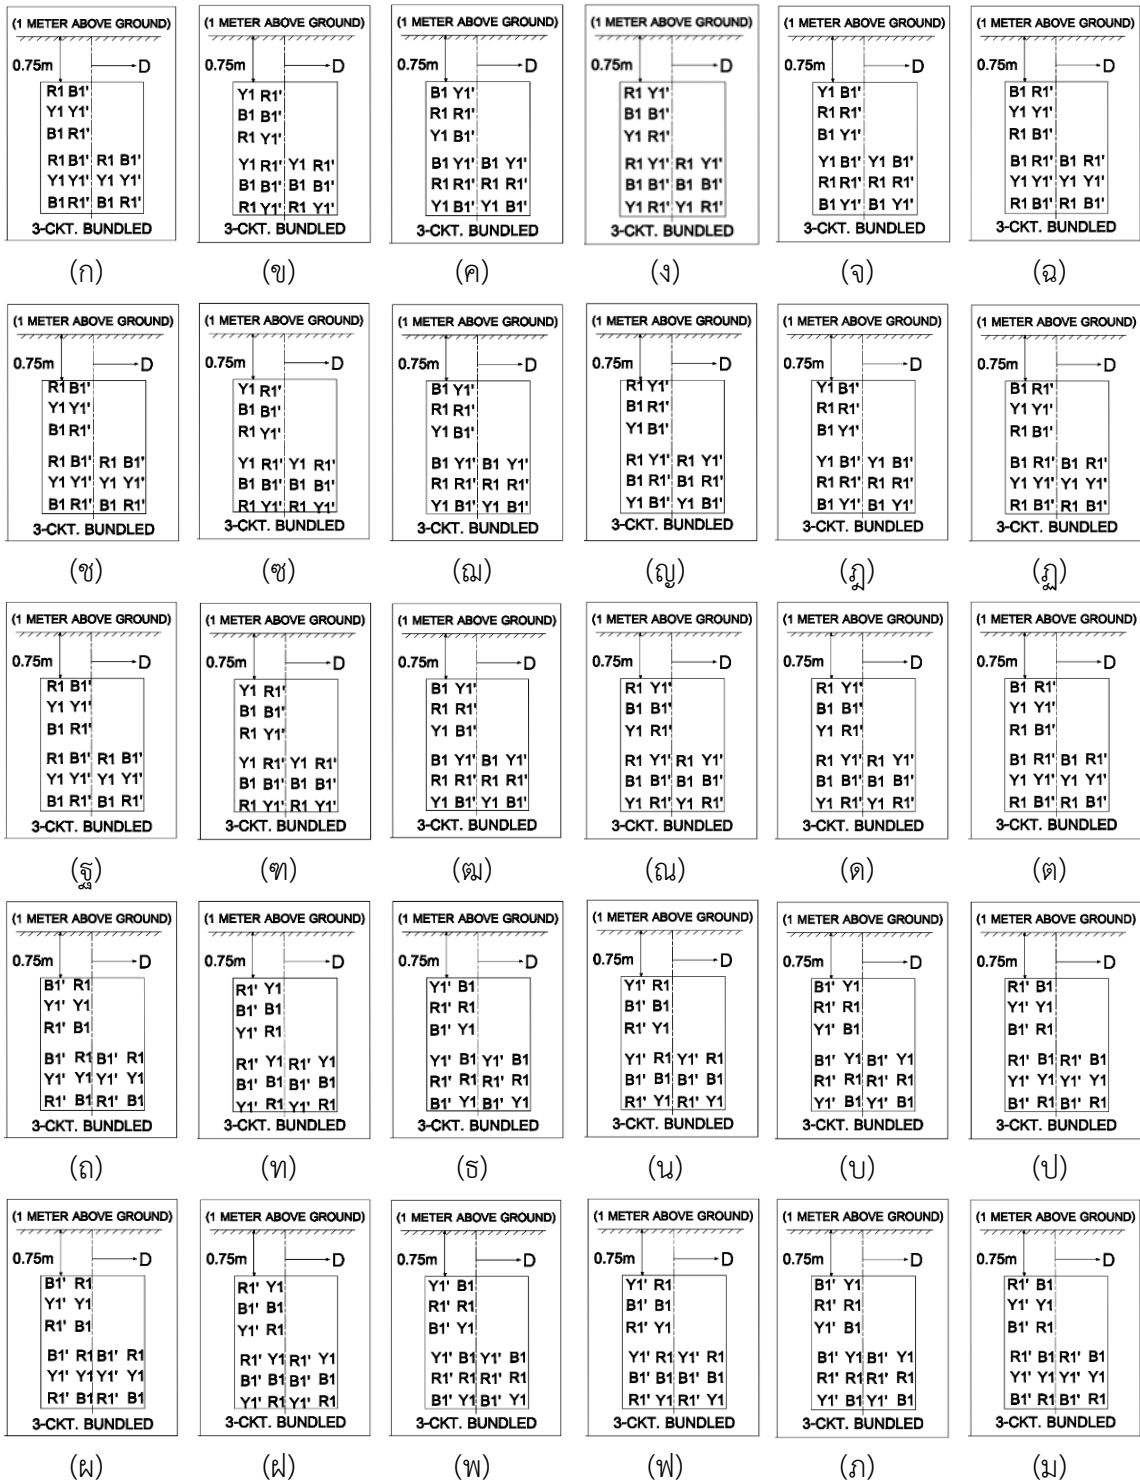 (1 METER ABOVE GROUND)
0.75m D
R1 B1'
Y1 Y1'
B1 R1'
R1 B1' R1 B1'
Y1 Y1' Y1 Y1'
B1 R1' B1 R1'
3-CKT. BUNDLED
(ก)
(1 METER ABOVE GROUND)
0.75m D
Y1 R1'
B1 B1'
R1 Y1'
Y1 R1' Y1 R1'
B1 B1' B1 B1'
R1 Y1' R1 Y1'
3-CKT. BUNDLED
(ข)
(1 METER ABOVE GROUND)
0.75m D
B1 Y1'
R1 R1'
Y1 B1'
B1 Y1' B1 Y1'
R1 R1' R1 R1'
Y1 B1' Y1 B1'
3-CKT. BUNDLED
(ค)
(1 METER ABOVE GROUND)
0.75m D
R1 Y1'
B1 B1'
Y1 R1'
R1 Y1' R1 Y1'
B1 B1' B1 B1'
Y1 R1' Y1 R1'
3-CKT. BUNDLED
(ง)
(1 METER ABOVE GROUND)
0.75m D
Y1 B1'
R1 R1'
B1 Y1'
Y1 B1' Y1 B1'
R1 R1' R1 R1'
B1 Y1' B1 Y1'
3-CKT. BUNDLED
(จ)
(1 METER ABOVE GROUND)
0.75m D
B1 R1'
Y1 Y1'
R1 B1'
B1 R1' B1 R1'
Y1 Y1' Y1 Y1'
R1 B1' R1 B1'
3-CKT. BUNDLED
(ฉ)
(1 METER ABOVE GROUND)
0.75m D
R1 B1'
Y1 Y1'
B1 R1'
R1 B1' R1 B1'
Y1 Y1' Y1 Y1'
B1 R1' B1 R1'
3-CKT. BUNDLED
(ช)
(1 METER ABOVE GROUND)
0.75m D
Y1 R1'
B1 B1'
R1 Y1'
Y1 R1' Y1 R1'
B1 B1' B1 B1'
R1 Y1' R1 Y1'
3-CKT. BUNDLED
(ซ)
(1 METER ABOVE GROUND)
0.75m D
B1 Y1'
R1 R1'
Y1 B1'
B1 Y1' B1 Y1'
R1 R1' R1 R1'
Y1 B1' Y1 B1'
3-CKT. BUNDLED
(ฌ)
(1 METER ABOVE GROUND)
0.75m D
R1 Y1'
B1 R1'
Y1 B1'
R1 Y1' R1 Y1'
B1 R1' B1 R1'
Y1 B1' Y1 B1'
3-CKT. BUNDLED
(ญ)
(1 METER ABOVE GROUND)
0.75m D
Y1 B1'
R1 R1'
B1 Y1'
Y1 B1' Y1 B1'
R1 R1' R1 R1'
B1 Y1' B1 Y1'
3-CKT. BUNDLED
(ฎ)
(1 METER ABOVE GROUND)
0.75m D
B1 R1'
Y1 Y1'
R1 B1'
B1 R1' B1 R1'
Y1 Y1' Y1 Y1'
R1 B1' R1 B1'
3-CKT. BUNDLED
(ฏ)
(1 METER ABOVE GROUND)
0.75m D
R1 B1'
Y1 Y1'
B1 R1'
R1 B1' R1 B1'
Y1 Y1' Y1 Y1'
B1 R1' B1 R1'
3-CKT. BUNDLED
(ฐ)
(1 METER ABOVE GROUND)
0.75m D
Y1 R1'
B1 B1'
R1 Y1'
Y1 R1' Y1 R1'
B1 B1' B1 B1'
R1 Y1' R1 Y1'
3-CKT. BUNDLED
(ฑ)
(1 METER ABOVE GROUND)
0.75m D
B1 Y1'
R1 R1'
Y1 B1'
B1 Y1' B1 Y1'
R1 R1' R1 R1'
Y1 B1' Y1 B1'
3-CKT. BUNDLED
(ฒ)
(1 METER ABOVE GROUND)
0.75m D
R1 Y1'
B1 B1'
Y1 R1'
R1 Y1' R1 Y1'
B1 B1' B1 B1'
Y1 R1' Y1 R1'
3-CKT. BUNDLED
(ณ)
(1 METER ABOVE GROUND)
0.75m D
R1 Y1'
B1 B1'
Y1 R1'
R1 Y1' R1 Y1'
B1 B1' B1 B1'
Y1 R1' Y1 R1'
3-CKT. BUNDLED
(ด)
(1 METER ABOVE GROUND)
0.75m D
B1 R1'
Y1 Y1'
R1 B1'
B1 R1' B1 R1'
Y1 Y1' Y1 Y1'
R1 B1' R1 B1'
3-CKT. BUNDLED
(ต)
(1 METER ABOVE GROUND)
0.75m D
B1' R1
Y1' Y1
R1' B1
B1' R1 B1' R1
Y1' Y1 Y1' Y1
R1' B1 R1' B1
3-CKT. BUNDLED
(ถ)
(1 METER ABOVE GROUND)
0.75m D
R1' Y1
B1' B1
Y1' R1
R1' Y1 R1' Y1
B1' B1 B1' B1
Y1' R1 Y1' R1
3-CKT. BUNDLED
(ท)
(1 METER ABOVE GROUND)
0.75m D
Y1' B1
R1' R1
B1' Y1
Y1' B1 Y1' B1
R1' R1 R1' R1
B1' Y1 B1' Y1
3-CKT. BUNDLED
(ธ)
(1 METER ABOVE GROUND)
0.75m D
Y1' R1
B1' B1
R1' Y1
Y1' R1 Y1' R1
B1' B1 B1' B1
R1' Y1 R1' Y1
3-CKT. BUNDLED
(น)
(1 METER ABOVE GROUND)
0.75m D
B1' Y1
R1' R1
Y1' B1
B1' Y1 B1' Y1
R1' R1 R1' R1
Y1' B1 Y1' B1
3-CKT. BUNDLED
(บ)
(1 METER ABOVE GROUND)
0.75m D
R1' B1
Y1' Y1
B1' R1
R1' B1 R1' B1
Y1' Y1 Y1' Y1
B1' R1 B1' R1
3-CKT. BUNDLED
(ป)
(1 METER ABOVE GROUND)
0.75m D
B1' R1
Y1' Y1
R1' B1
B1' R1 B1' R1
Y1' Y1 Y1' Y1
R1' B1 R1' B1
3-CKT. BUNDLED
(ผ)
(1 METER ABOVE GROUND)
0.75m D
R1' Y1
B1' B1
Y1' R1
R1' Y1 R1' Y1
B1' B1 B1' B1
Y1' R1 Y1' R1
3-CKT. BUNDLED
(ฝ)
(1 METER ABOVE GROUND)
0.75m D
Y1' B1
R1' R1
B1' Y1
Y1' B1 Y1' B1
R1' R1 R1' R1
B1' Y1 B1' Y1
3-CKT. BUNDLED
(พ)
(1 METER ABOVE GROUND)
0.75m D
Y1' R1
B1' B1
R1' Y1
Y1' R1 Y1' R1
B1' B1 B1' B1
R1' Y1 R1' Y1
3-CKT. BUNDLED
(ฟ)
(1 METER ABOVE GROUND)
0.75m D
B1' Y1
R1' R1
Y1' B1
B1' Y1 B1' Y1
R1' R1 R1' R1
Y1' B1 Y1' B1
3-CKT. BUNDLED
(ภ)
(1 METER ABOVE GROUND)
0.75m D
R1' B1
Y1' Y1
B1' R1
R1' B1 R1' B1
Y1' Y1 Y1' Y1
B1' R1 B1' R1
3-CKT. BUNDLED
(ม)